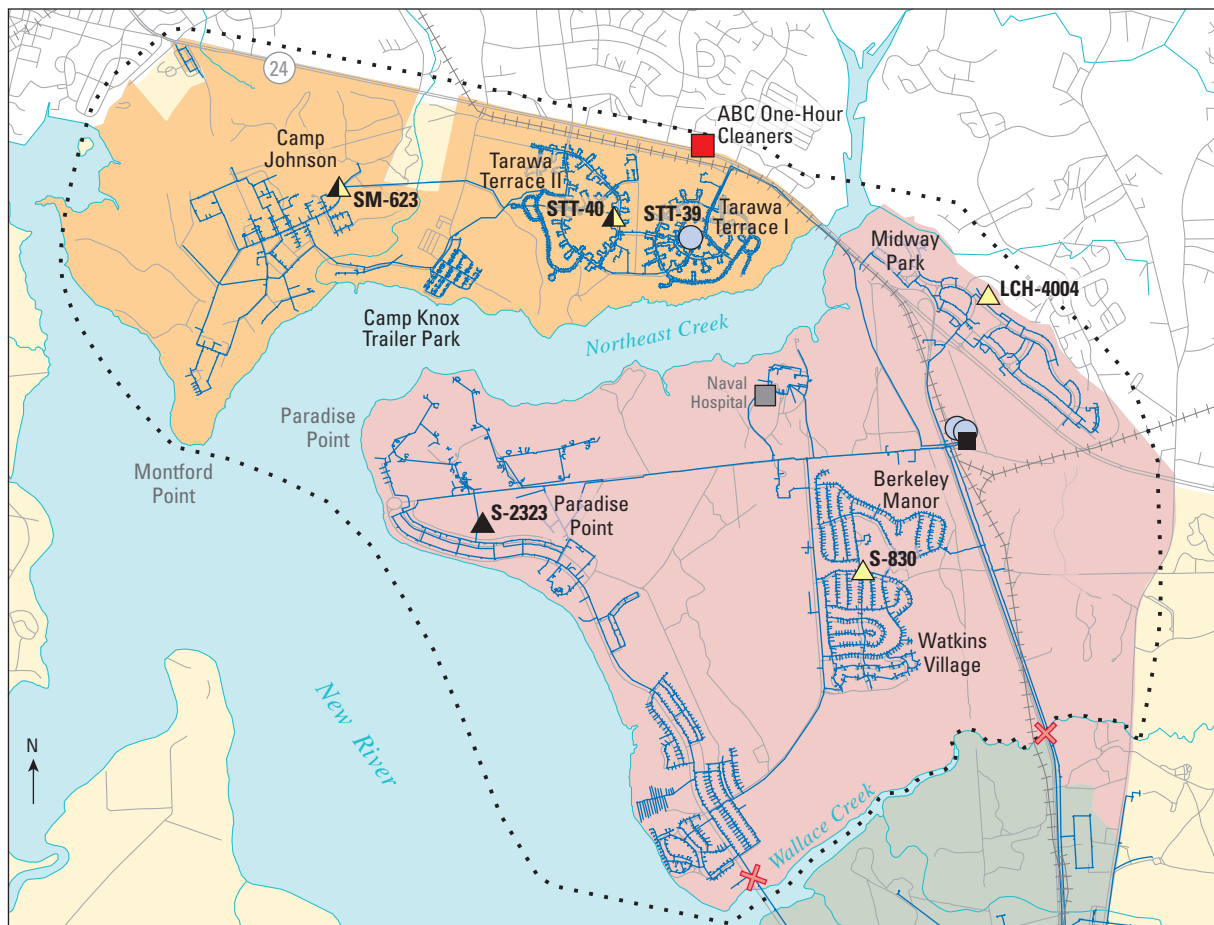 24
ABC One-Hour
Cleaners
Camp
Johnson
SM-623
Tarawa
Terrace II
STT-40
STT-39
Tarawa
Terrace I
Midway
Park
LCH-4004
Camp Knox
Trailer Park
Northeast Creek
Naval
Hospital
Paradise
Point
Montford
Point
S-2323
Paradise
Point
Berkeley
Manor
S-830
Watkins
Village
New River
N
Wallace Creek